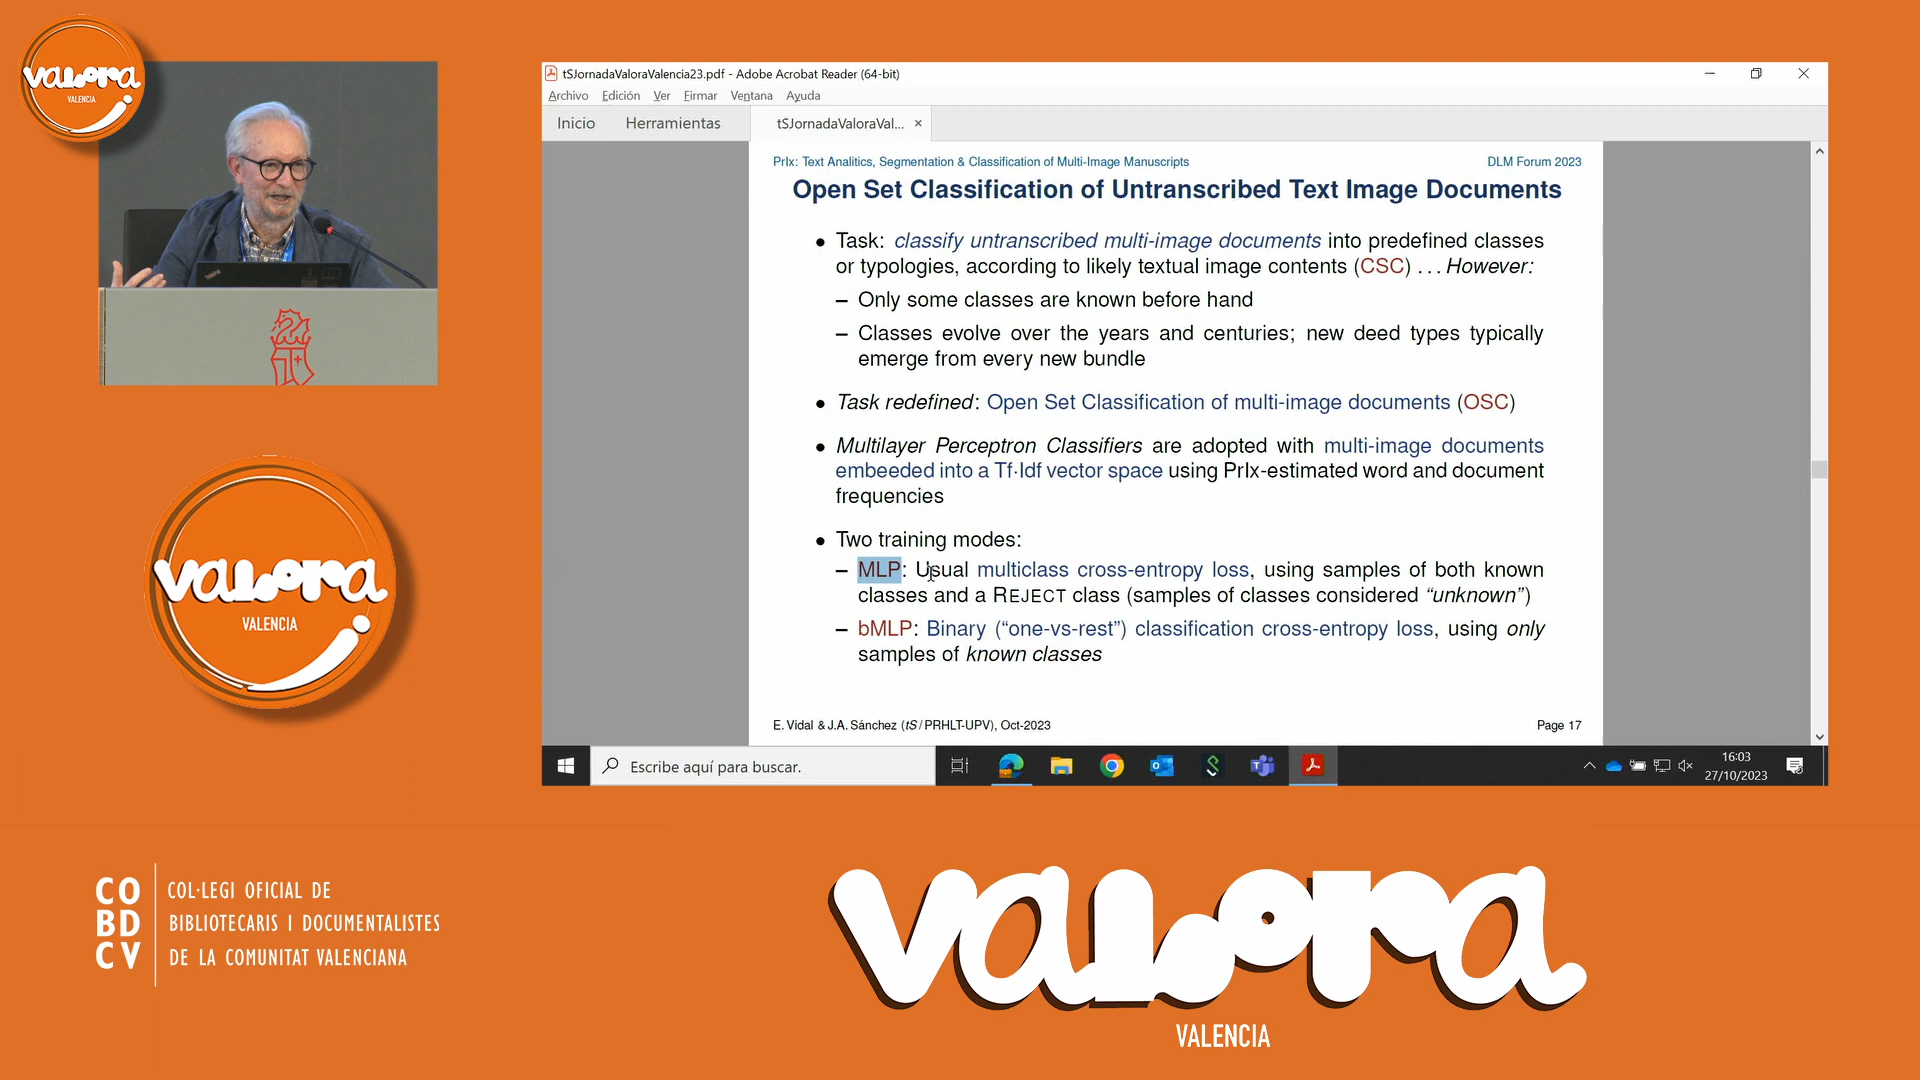 valora
VALENCIA
tSJornadaValoraValencia23.pdf - Adobe Acrobat Reader (64-bit)
Archivo Edición Ver Firmar Ventana Ayuda
Inicio Herramientas tSJornadaValoraVal... ×
PrIx: Text Analitics, Segmentation & Classification of Multi-Image Manuscripts DLM Forum 2023
Open Set Classification of Untranscribed Text Image Documents
• Task: classify untranscribed multi-image documents into predefined classes
or typologies, according to likely textual image contents (CSC) ... However:
– Only some classes are known before hand
– Classes evolve over the years and centuries; new deed types typically
emerge from every new bundle
• Task redefined: Open Set Classification of multi-image documents (OSC)
• Multilayer Perceptron Classifiers are adopted with multi-image documents
embeeded into a Tf·Idf vector space using PrIx-estimated word and document
frequencies
• Two training modes:
– MLP: Usual multiclass cross-entropy loss, using samples of both known
classes and a REJECT class (samples of classes considered “unknown”)
– bMLP: Binary (“one-vs-rest”) classification cross-entropy loss, using only
samples of known classes
E. Vidal & J.A. Sánchez (tS / PRHLT-UPV), Oct-2023 Page 17
Escribe aquí para buscar.
16:03
27/10/2023
valora
VALENCIA
CO
BD
CV
COL·LEGI OFICIAL DE
BIBLIOTECARIS I DOCUMENTALISTES
DE LA COMUNITAT VALENCIANA
valora
VALENCIA